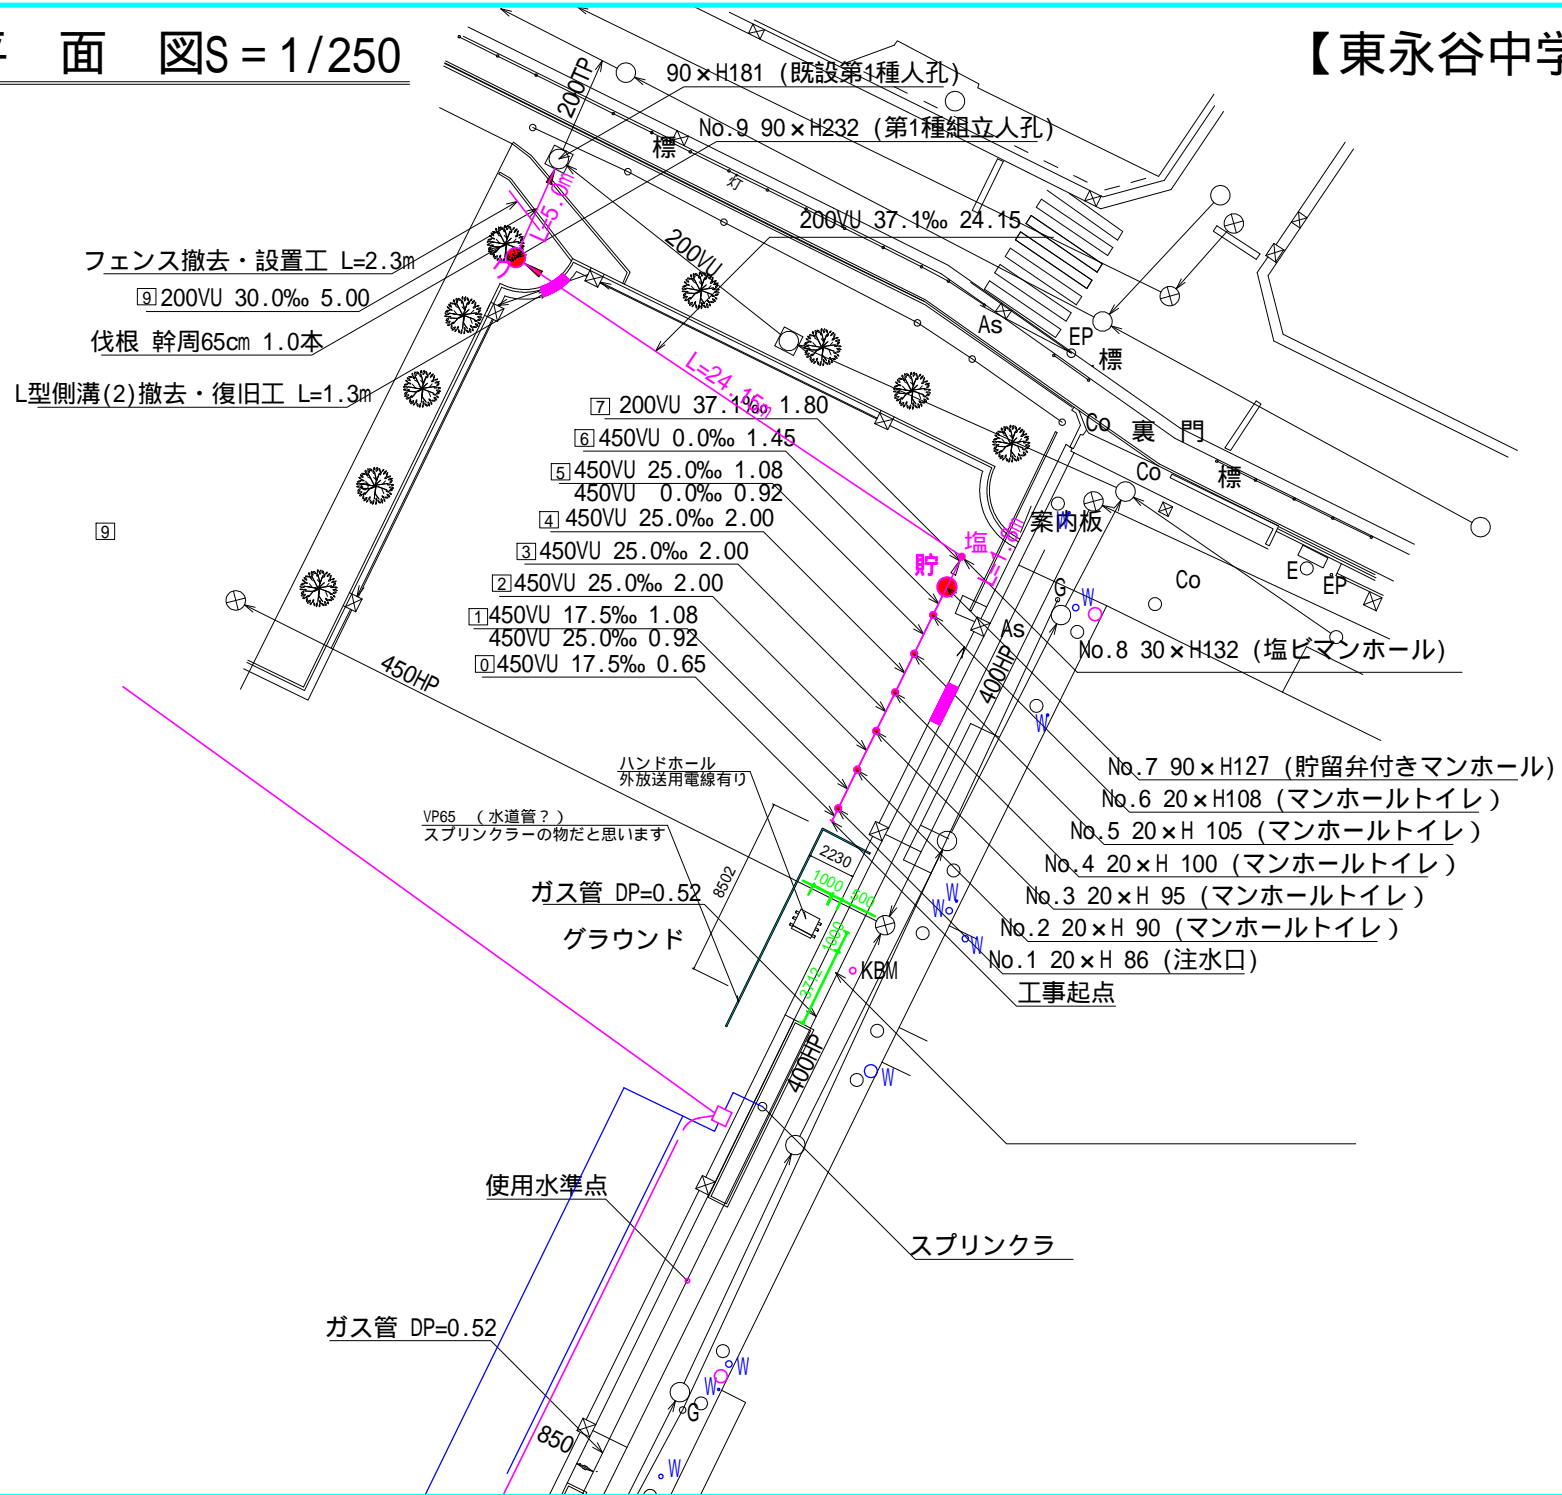 平 面 図S=1/250
【東永谷中学
90×H181 (既設第1種人孔)
No.9 90×H232 (第1種組立人孔)
200TP
標
灯
L=5.0m
200VU 37.1‰ 24.15
200VU
フェンス撤去・設置工 L=2.3m
9 200VU 30.0‰ 5.00
伐根 幹周65cm 1.0本
L型側溝(2)撤去・復旧工 L=1.3m
As
EP
標
L=24.15m
7 200VU 37.1‰ 1.80
6 450VU 0.0‰ 1.45
5 450VU 25.0‰ 1.08
450VU 0.0‰ 0.92
4 450VU 25.0‰ 2.00
3 450VU 25.0‰ 2.00
2 450VU 25.0‰ 2.00
1 450VU 17.5‰ 1.08
450VU 25.0‰ 0.92
0 450VU 17.5‰ 0.65
Co
裏 門
Co
標
9
案内板
W
塩
貯
L=1.8m
Co
E
EP
G
W
As
No.8 30×H132 (塩ビマンホール)
450HP
400HP
W
No.7 90×H127 (貯留弁付きマンホール)
No.6 20×H108 (マンホールトイレ)
No.5 20×H 105 (マンホールトイレ)
No.4 20×H 100 (マンホールトイレ)
No.3 20×H 95 (マンホールトイレ)
No.2 20×H 90 (マンホールトイレ)
No.1 20×H 86 (注水口)
工事起点
ハンドホール
外放送用電線有り
VP65 (水道管?)
スプリンクラーの物だと思います
2230
8502
1000 500
ガス管 DP=0.52
グラウンド
1000
3712
KBM
W
W
W
400HP
W
使用水準点
スプリンクラ
ガス管 DP=0.52
W
W
G
850
W